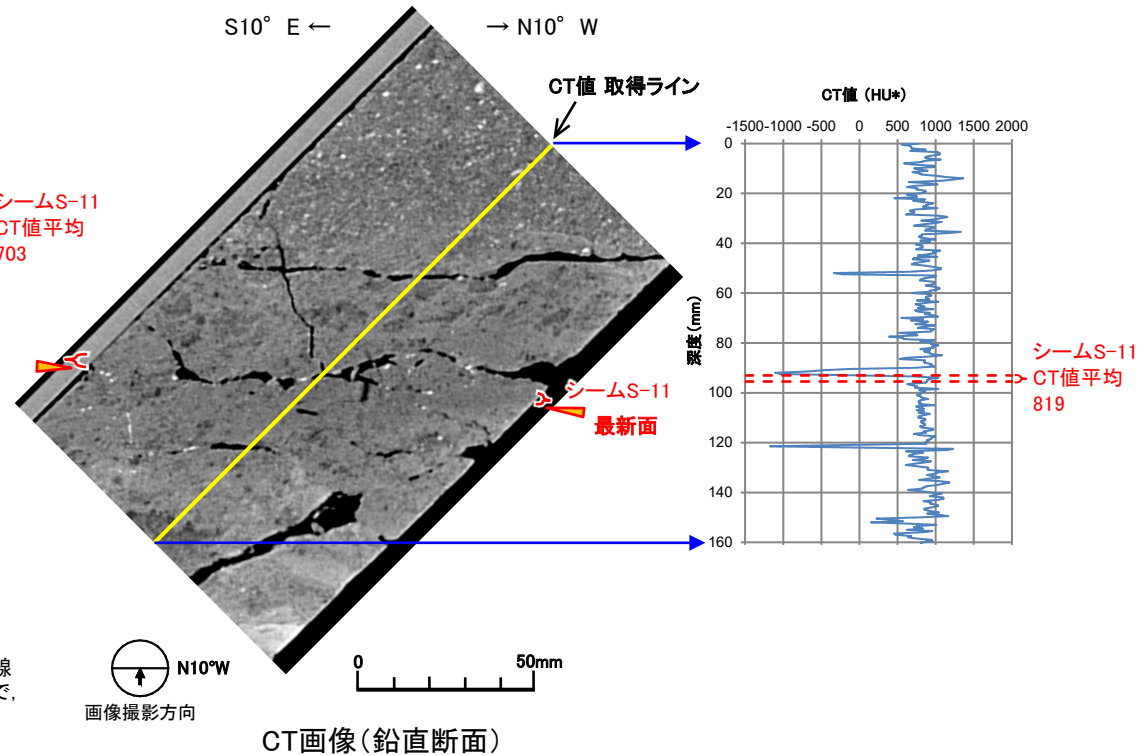 S10° E ←
→ N10° W
CT値 取得ライン
CT値 (HU*)
-1500 -1000 -500 0 500 1000 1500 2000
0
20
40
60
80
100
120
140
160
深度(mm)
シームS-11
CT値平均
703
シームS-11
最新面
シームS-11
CT値平均
819
線
で,
N10°W
画像撮影方向
0
50mm
CT画像(鉛直断面)